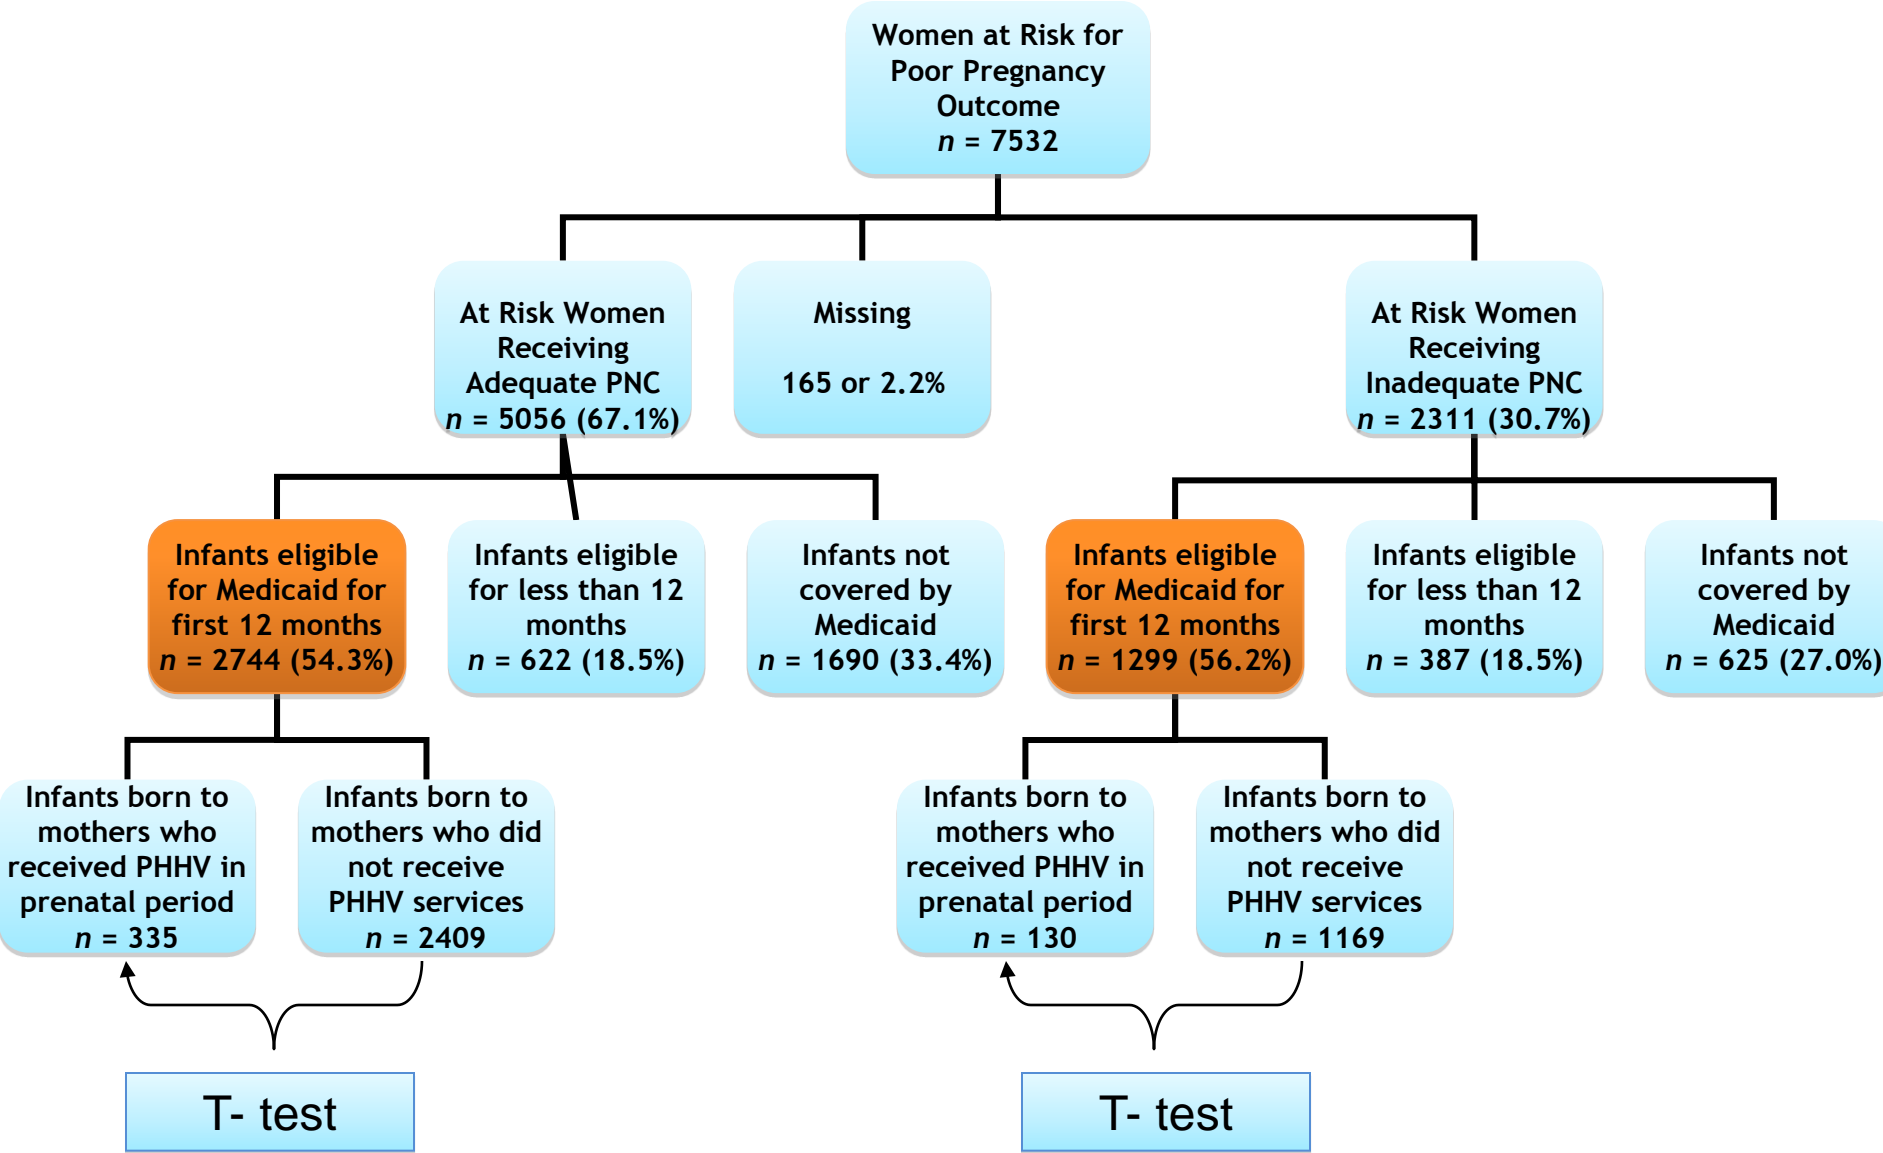 Women at Risk for
Poor Pregnancy
Outcome
n = 7532
At Risk Women
Receiving
Adequate PNC
n = 5056 (67.1%)
Missing
165 or 2.2%
At Risk Women
Receiving
Inadequate PNC
n = 2311 (30.7%)
Infants eligible
for Medicaid for
first 12 months
n = 2744 (54.3%)
Infants eligible
for less than 12
months
n = 622 (18.5%)
Infants not
covered by
Medicaid
n = 1690 (33.4%)
Infants eligible
for Medicaid for
first 12 months
n = 1299 (56.2%)
Infants eligible
for less than 12
months
n = 387 (18.5%)
Infants not
covered by
Medicaid
n = 625 (27.0%)
Infants born to
mothers who
received PHHV in
prenatal period
n = 335
Infants born to
mothers who did
not receive
PHHV services
n = 2409
Infants born to
mothers who
received PHHV in
prenatal period
n = 130
Infants born to
mothers who did
not receive
PHHV services
n = 1169
T- test
T- test